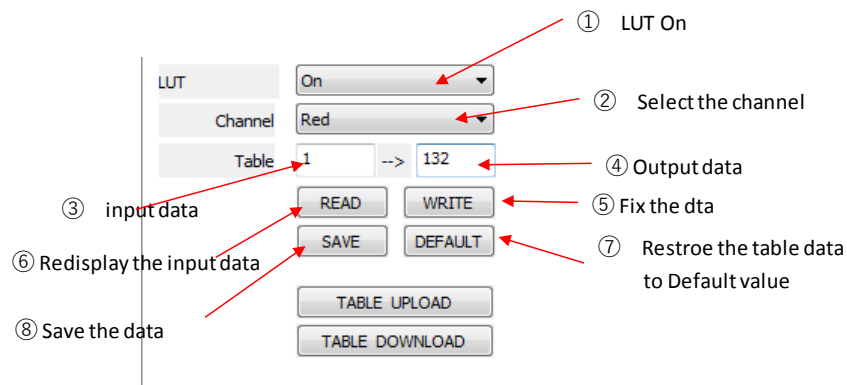 ① LUT On
LUT On
② Select the channel
Channel Red
Table 1 --> 132
④ Output data
③ input data
READ WRITE
⑤ Fix the dta
SAVE DEFAULT
⑥ Redisplay the input data
⑦ Restroe the table data
to Default value
TABLE UPLOAD
⑧ Save the data
TABLE DOWNLOAD